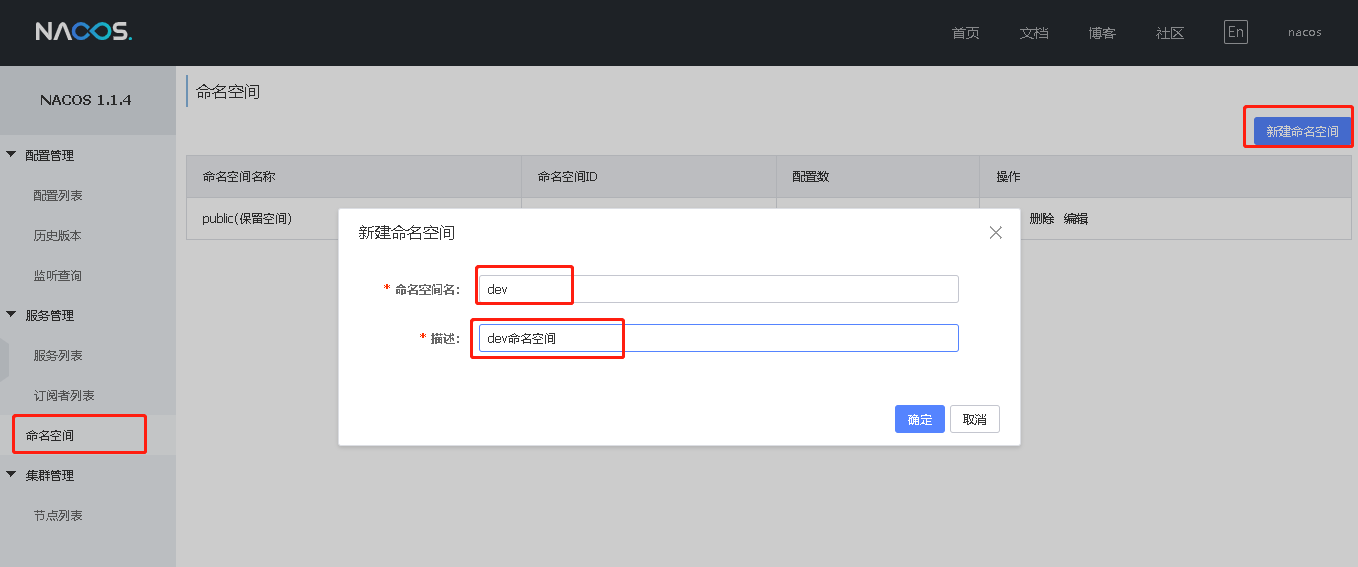 NACOS.
首页 文档 博客 社区 En nacos
NACOS 1.1.4
配置管理
配置列表
历史版本
监听查询
服务管理
服务列表
订阅者列表
命名空间
集群管理
节点列表
命名空间
新建命名空间
命名空间名称 命名空间ID 配置数 操作
public(保留空间) 删除 编辑
新建命名空间
* 命名空间名: dev
* 描述: dev命名空间
确定 取消